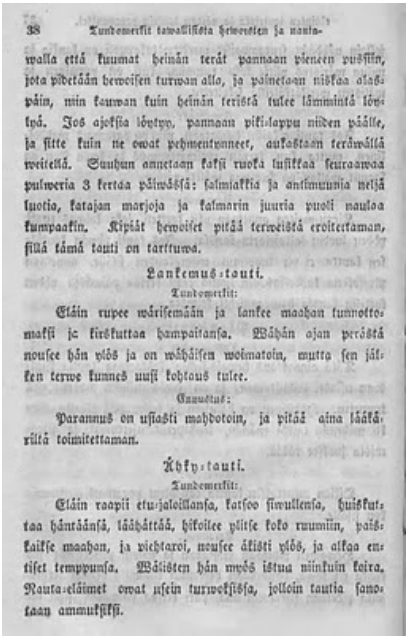 38 Tundomerkit tawallisista hewoisten ja nauta-
walla että kuumat heinän terät pannaan pieneen pussiin,
jota pidetään hewoisen turwan alla, ja painetaan niskaa alas-
päin, niin kauwan kuin heinän teristä tulee lämmintä löy-
lyä. Jos ajoksia löytyy, pannaan piki-lappu niiden päälle,
ja sitte kuin ne owat pehmentyneet, aukastaan teräwällä
weitellä. Suuhun annetaan kaksi ruoka lusikkaa seuraawaa
pulweria 3 kertaa päiwässä: salmiakkia ja antimuunia neljä
luotia, katajan marjoja ja kalmarin juuria puoli naulaa
kumpaakin. Kipiät hewoiset pitää terweistä eroitettaman,
sillä tämä tauti on tarttuwa.
Lankemus-tauti.
Tundomerkit:
Eläin rupee wärisemään ja lankee maahan tunnotto-
maksi ja kirskuttaa hampaitansa. Wähän ajan perästä
nousee hän ylös ja on wähäisen woimatoin, mutta sen jäl-
ken terwe kunnes uusi kohtaus tulee.
Ennustus:
Parannus on usiasti mahdotoin, ja pitää aina lääkä-
riltä toimitettaman.
Ähky-tauti.
Tundomerkit:
Eläin raapii etu-jaloillansa, katsoo siwullensa, huiskut-
taa häntäänsä, läähättää, hikoilee ylitse koko ruumiin, pais-
kaikse maahan, ja piehtaroi, nousee äkisti ylös, ja alkaa en-
tiset temppunsa. Wälisten hän myös istua niinkuin koira.
Nauta-eläimet owat usein turwoksissa, jolloin tautia sano-
taan ammuksiksi.